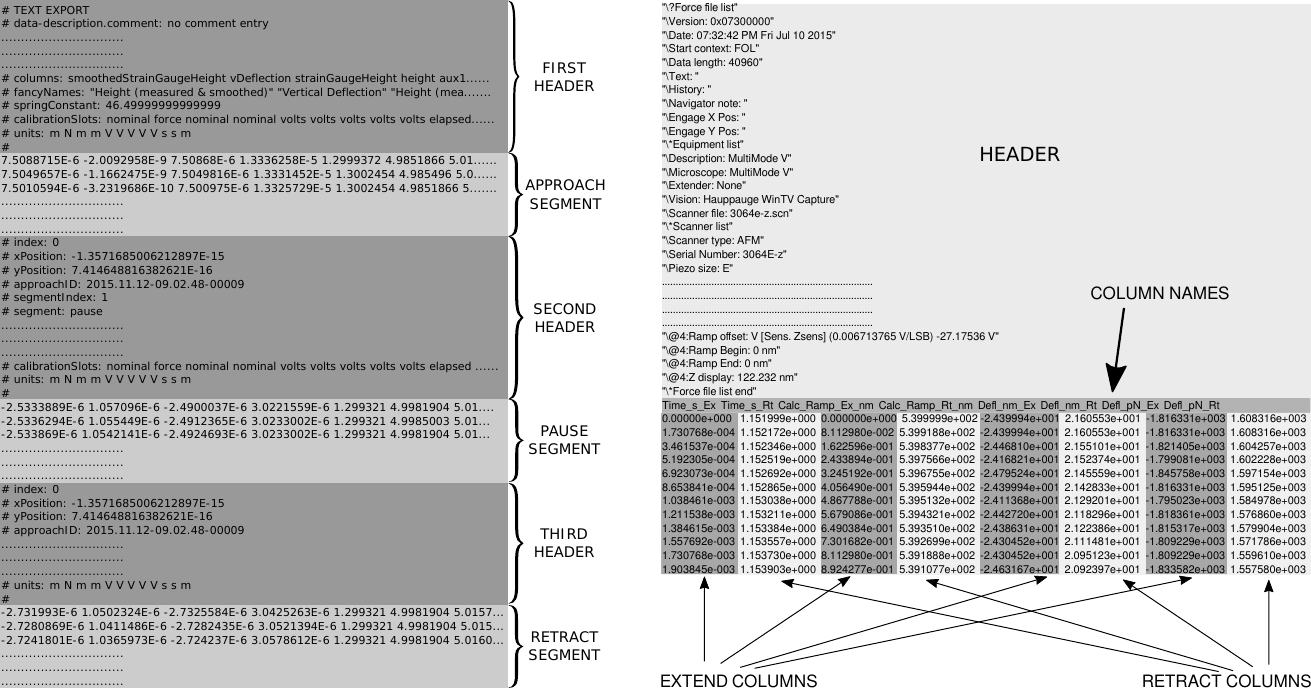 # TEXT EXPORT
# data-description.comment: no comment entry
...............................
...............................
...............................
# columns: smoothedStrainGaugeHeight vDeflection strainGaugeHeight height aux1......
# fancyNames: "Height (measured & smoothed)" "Vertical Deflection" "Height (mea.......
# springConstant: 46.49999999999999
# calibrationSlots: nominal force nominal nominal volts volts volts volts volts elapsed......
# units: m N m m V V V V V s s m
#
FIRST
HEADER
7.5088715E-6 -2.0092958E-9 7.50868E-6 1.3336258E-5 1.2999372 4.9851866 5.01......
7.5049657E-6 -1.1662475E-9 7.5049816E-6 1.3331452E-5 1.3002454 4.985496 5.0......
7.5010594E-6 -3.2319686E-10 7.500975E-6 1.3325729E-5 1.3002454 4.9851866 5.......
...............................
...............................
...............................
APPROACH
SEGMENT
# index: 0
# xPosition: -1.3571685006212897E-15
# yPosition: 7.414648816382621E-16
# approachID: 2015.11.12-09.02.48-00009
# segmentIndex: 1
# segment: pause
...............................
...............................
...............................
# calibrationSlots: nominal force nominal nominal volts volts volts volts volts elapsed ......
# units: m N m m V V V V V s s m
#
SECOND
HEADER
-2.5333889E-6 1.057096E-6 -2.4900037E-6 3.0221559E-6 1.299321 4.9981904 5.01....
-2.5336294E-6 1.055449E-6 -2.4912365E-6 3.0233002E-6 1.299321 4.9985003 5.01....
-2.533869E-6 1.0542141E-6 -2.4924693E-6 3.0233002E-6 1.299321 4.9981904 5.01....
...............................
...............................
...............................
PAUSE
SEGMENT
# index: 0
# xPosition: -1.3571685006212897E-15
# yPosition: 7.414648816382621E-16
# approachID: 2015.11.12-09.02.48-00009
...............................
...............................
...............................
# units: m N m m V V V V V s s m
#
THIRD
HEADER
-2.731993E-6 1.0502324E-6 -2.7325584E-6 3.0425263E-6 1.299321 4.9981904 5.0157...
-2.7280869E-6 1.0411486E-6 -2.7282435E-6 3.0521394E-6 1.299321 4.9981904 5.015...
-2.7241801E-6 1.0365973E-6 -2.724237E-6 3.0578612E-6 1.299321 4.9981904 5.0160...
...............................
...............................
...............................
RETRACT
SEGMENT
"\?Force file list"
"\Version: 0x07300000"
"\Date: 07:32:42 PM Fri Jul 10 2015"
"\Start context: FOL"
"\Data length: 40960"
"\Text: "
"\History: "
"\Navigator note: "
"\Engage X Pos: "
"\Engage Y Pos: "
"\*Equipment list"
"\Description: MultiMode V"
"\Microscope: MultiMode V"
"\Extender: None"
"\Vision: Hauppauge WinTV Capture"
"\Scanner file: 3064e-z.scn"
"\*Scanner list"
"\Scanner type: AFM"
"\Serial Number: 3064E-z"
"\Piezo size: E"
......................................................................
......................................................................
......................................................................
......................................................................
"\@4:Ramp offset: V [Sens. Zsens] (0.006713765 V/LSB) -27.17536 V"
"\@4:Ramp Begin: 0 nm"
"\@4:Ramp End: 0 nm"
"\@4:Z display: 122.232 nm"
"\*Force file list end"
HEADER
COLUMN NAMES
Time_s_Ex Time_s_Rt Calc_Ramp_Ex_nm Calc_Ramp_Rt_nm Defl_nm_Ex Defl_nm_Rt Defl_pN_Ex Defl_pN_Rt
0.00000e+000 1.151999e+000 0.000000e+000 5.399999e+002 -2.439994e+001 2.160553e+001 -1.816331e+003 1.608316e+003
1.730768e-004 1.152172e+000 8.112980e-002 5.399188e+002 -2.439994e+001 2.160553e+001 -1.816331e+003 1.608316e+003
3.461537e-004 1.152346e+000 1.622596e-001 5.398377e+002 -2.446810e+001 2.155101e+001 -1.821405e+003 1.604257e+003
5.192305e-004 1.152519e+000 2.433894e-001 5.397566e+002 -2.416821e+001 2.152374e+001 -1.799081e+003 1.602228e+003
6.923073e-004 1.152692e+000 3.245192e-001 5.396755e+002 -2.479524e+001 2.145559e+001 -1.845758e+003 1.597154e+003
8.653841e-004 1.152865e+000 4.056490e-001 5.395944e+002 -2.439994e+001 2.142833e+001 -1.816331e+003 1.595125e+003
1.038461e-003 1.153038e+000 4.867788e-001 5.395132e+002 -2.411368e+001 2.129201e+001 -1.795023e+003 1.584978e+003
1.211538e-003 1.153211e+000 5.679086e-001 5.394321e+002 -2.442720e+001 2.118296e+001 -1.818361e+003 1.576860e+003
1.384615e-003 1.153384e+000 6.490384e-001 5.393510e+002 -2.438631e+001 2.122386e+001 -1.815317e+003 1.579904e+003
1.557692e-003 1.153557e+000 7.301682e-001 5.392699e+002 -2.430452e+001 2.111481e+001 -1.809229e+003 1.571786e+003
1.730768e-003 1.153730e+000 8.112980e-001 5.391888e+002 -2.430452e+001 2.095123e+001 -1.809229e+003 1.559610e+003
1.903845e-003 1.153903e+000 8.924277e-001 5.391077e+002 -2.463167e+001 2.092397e+001 -1.833582e+003 1.557580e+003
EXTEND COLUMNS
RETRACT COLUMNS